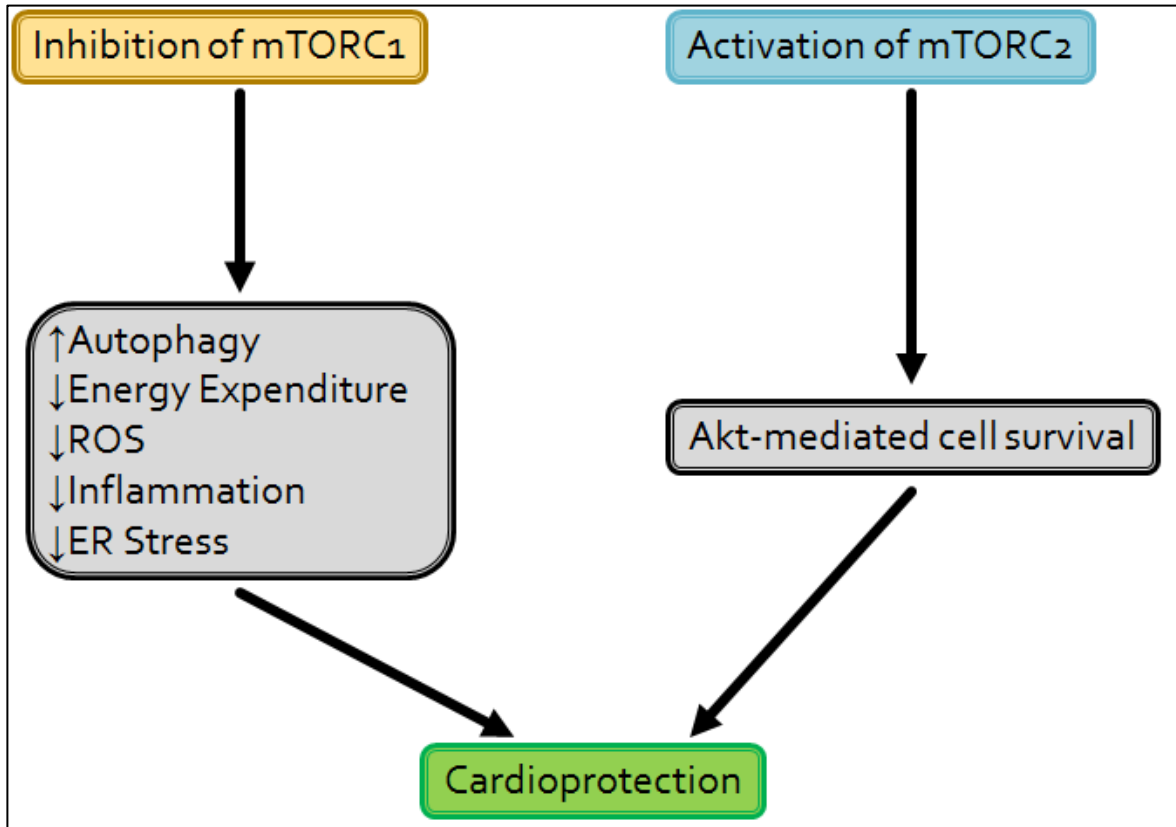 Inhibition of mTORC1
Activation of mTORC2
↑Autophagy
↓Energy Expenditure
↓ROS
↓Inflammation
↓ER Stress
Akt-mediated cell survival
Cardioprotection